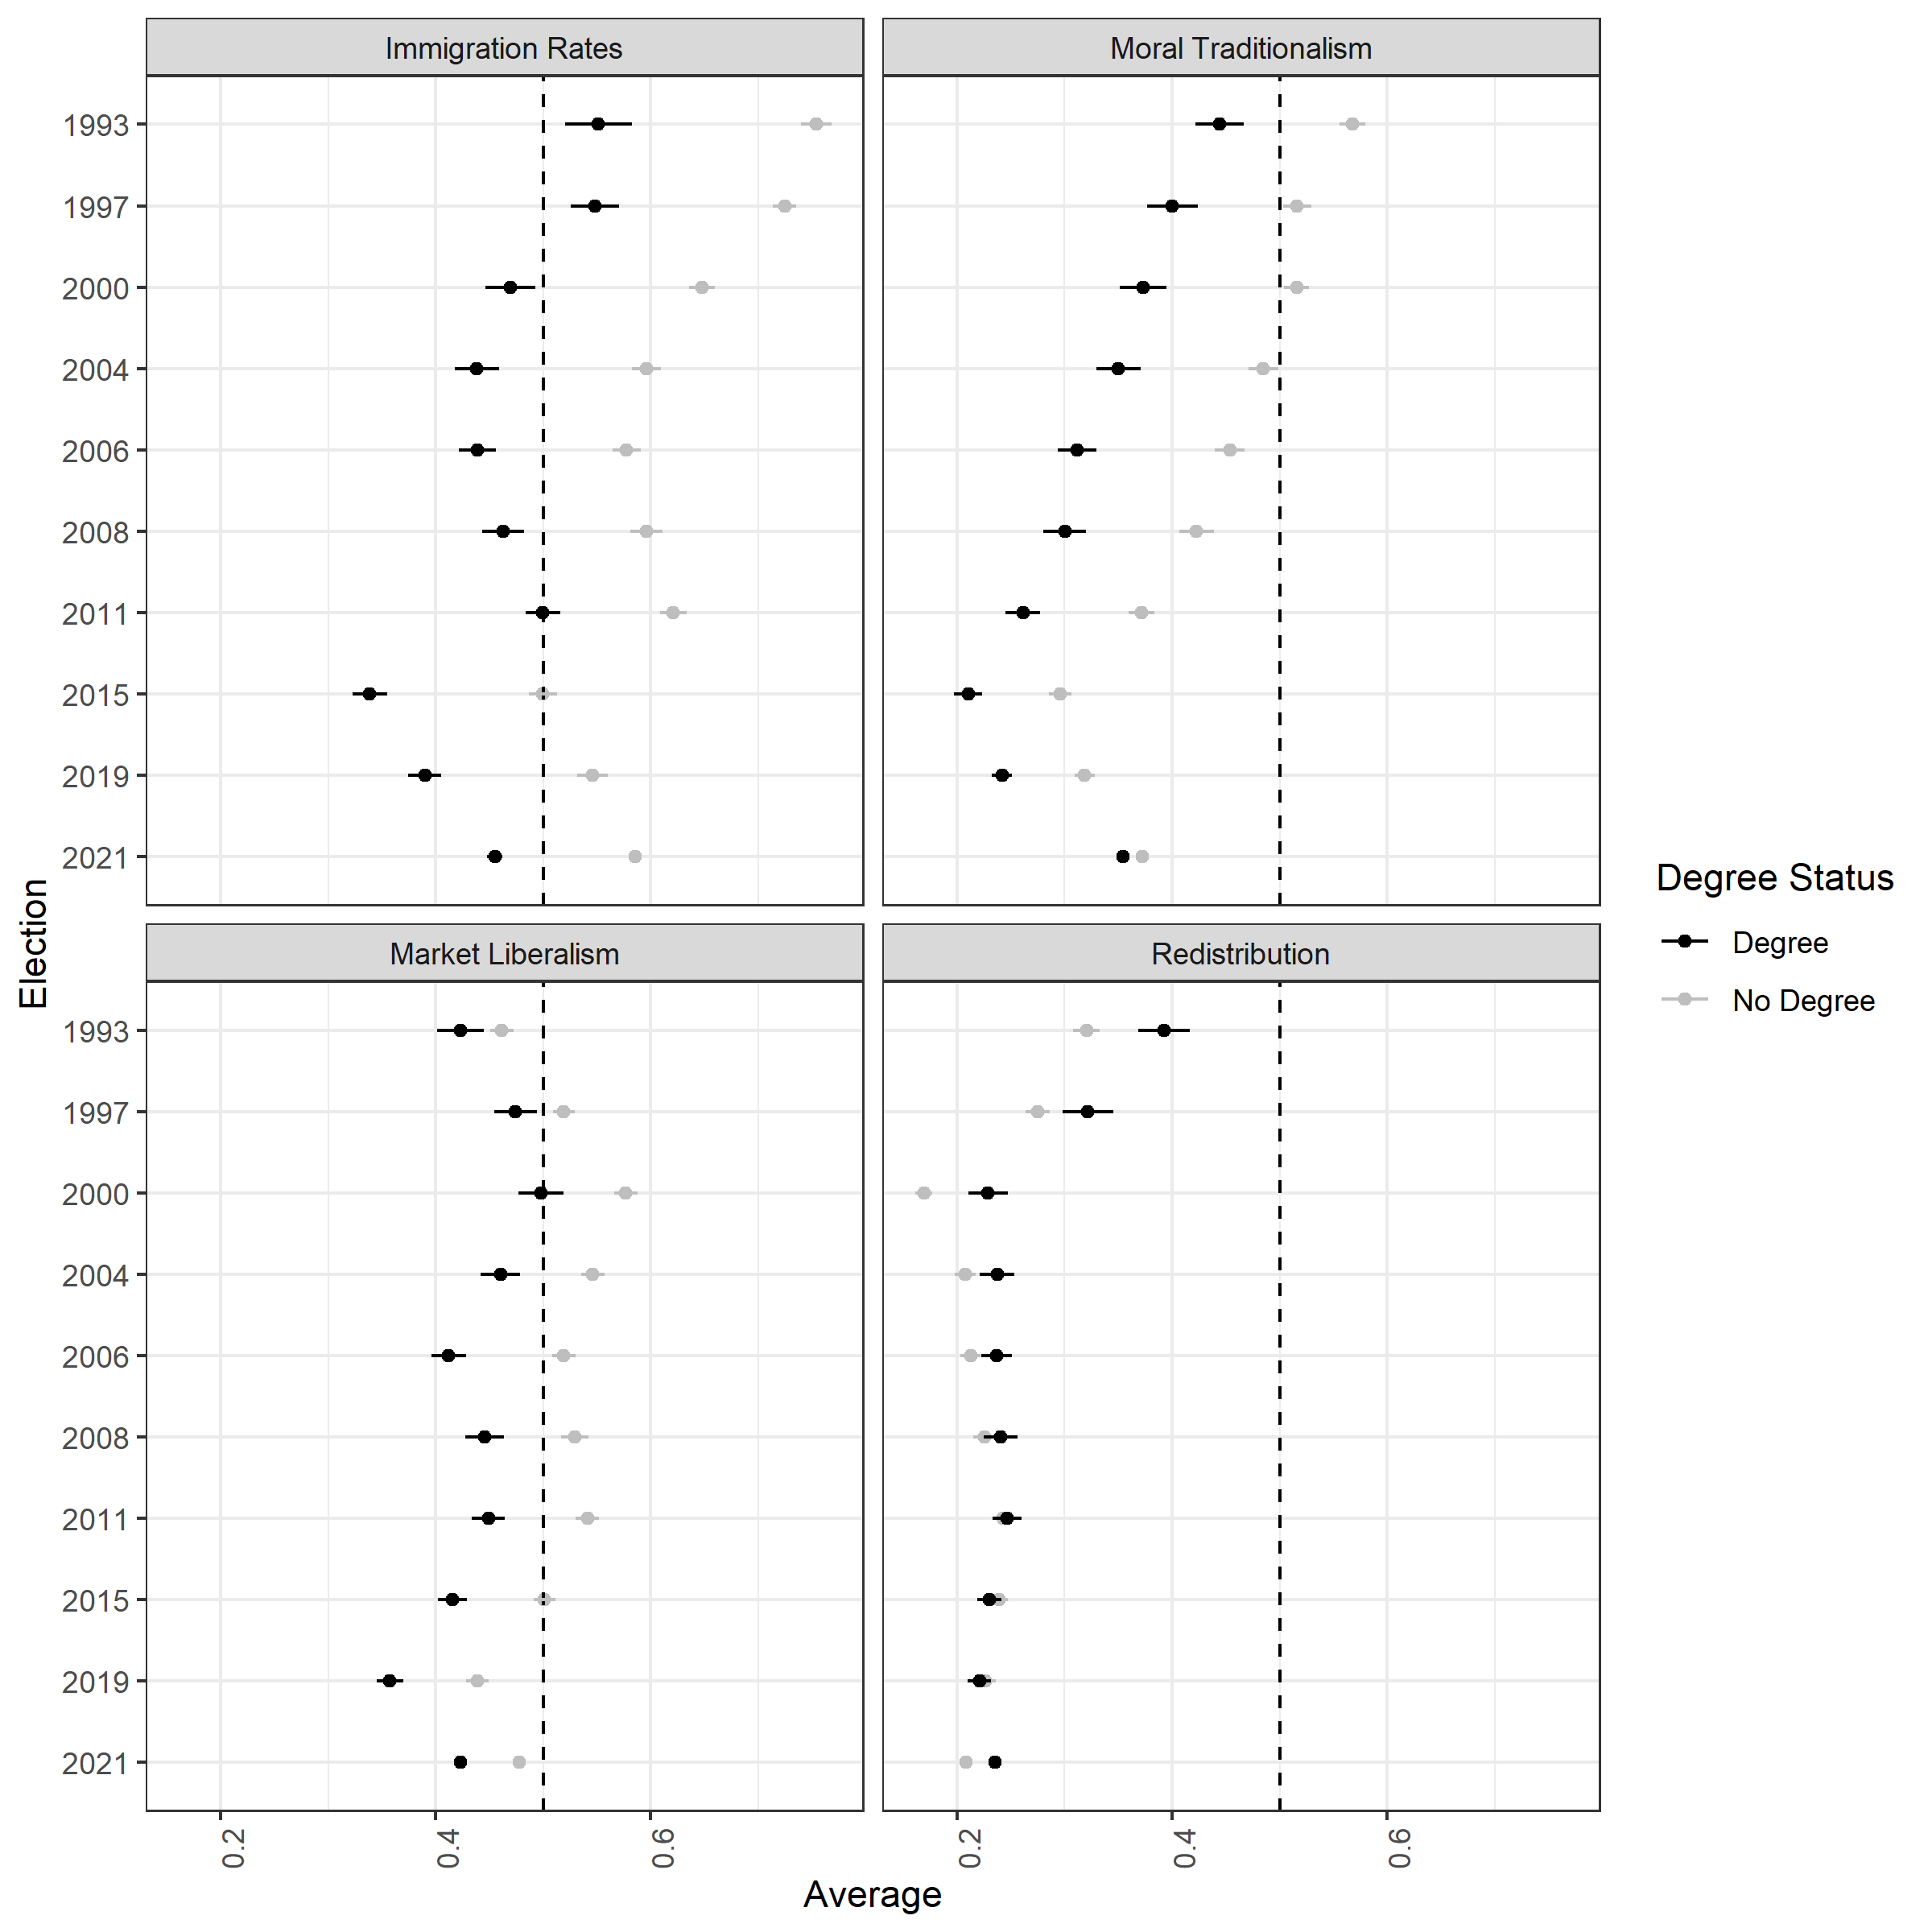 Immigration Rates
Moral Traditionalism
1993
1997
2000
2004
2006
2008
2011
2015
2019
2021
Market Liberalism
Redistribution
1993
1997
2000
2004
2006
2008
2011
2015
2019
2021
0.2
0.4
0.6
0.2
0.4
0.6
Average
Election
Degree Status
Degree
No Degree